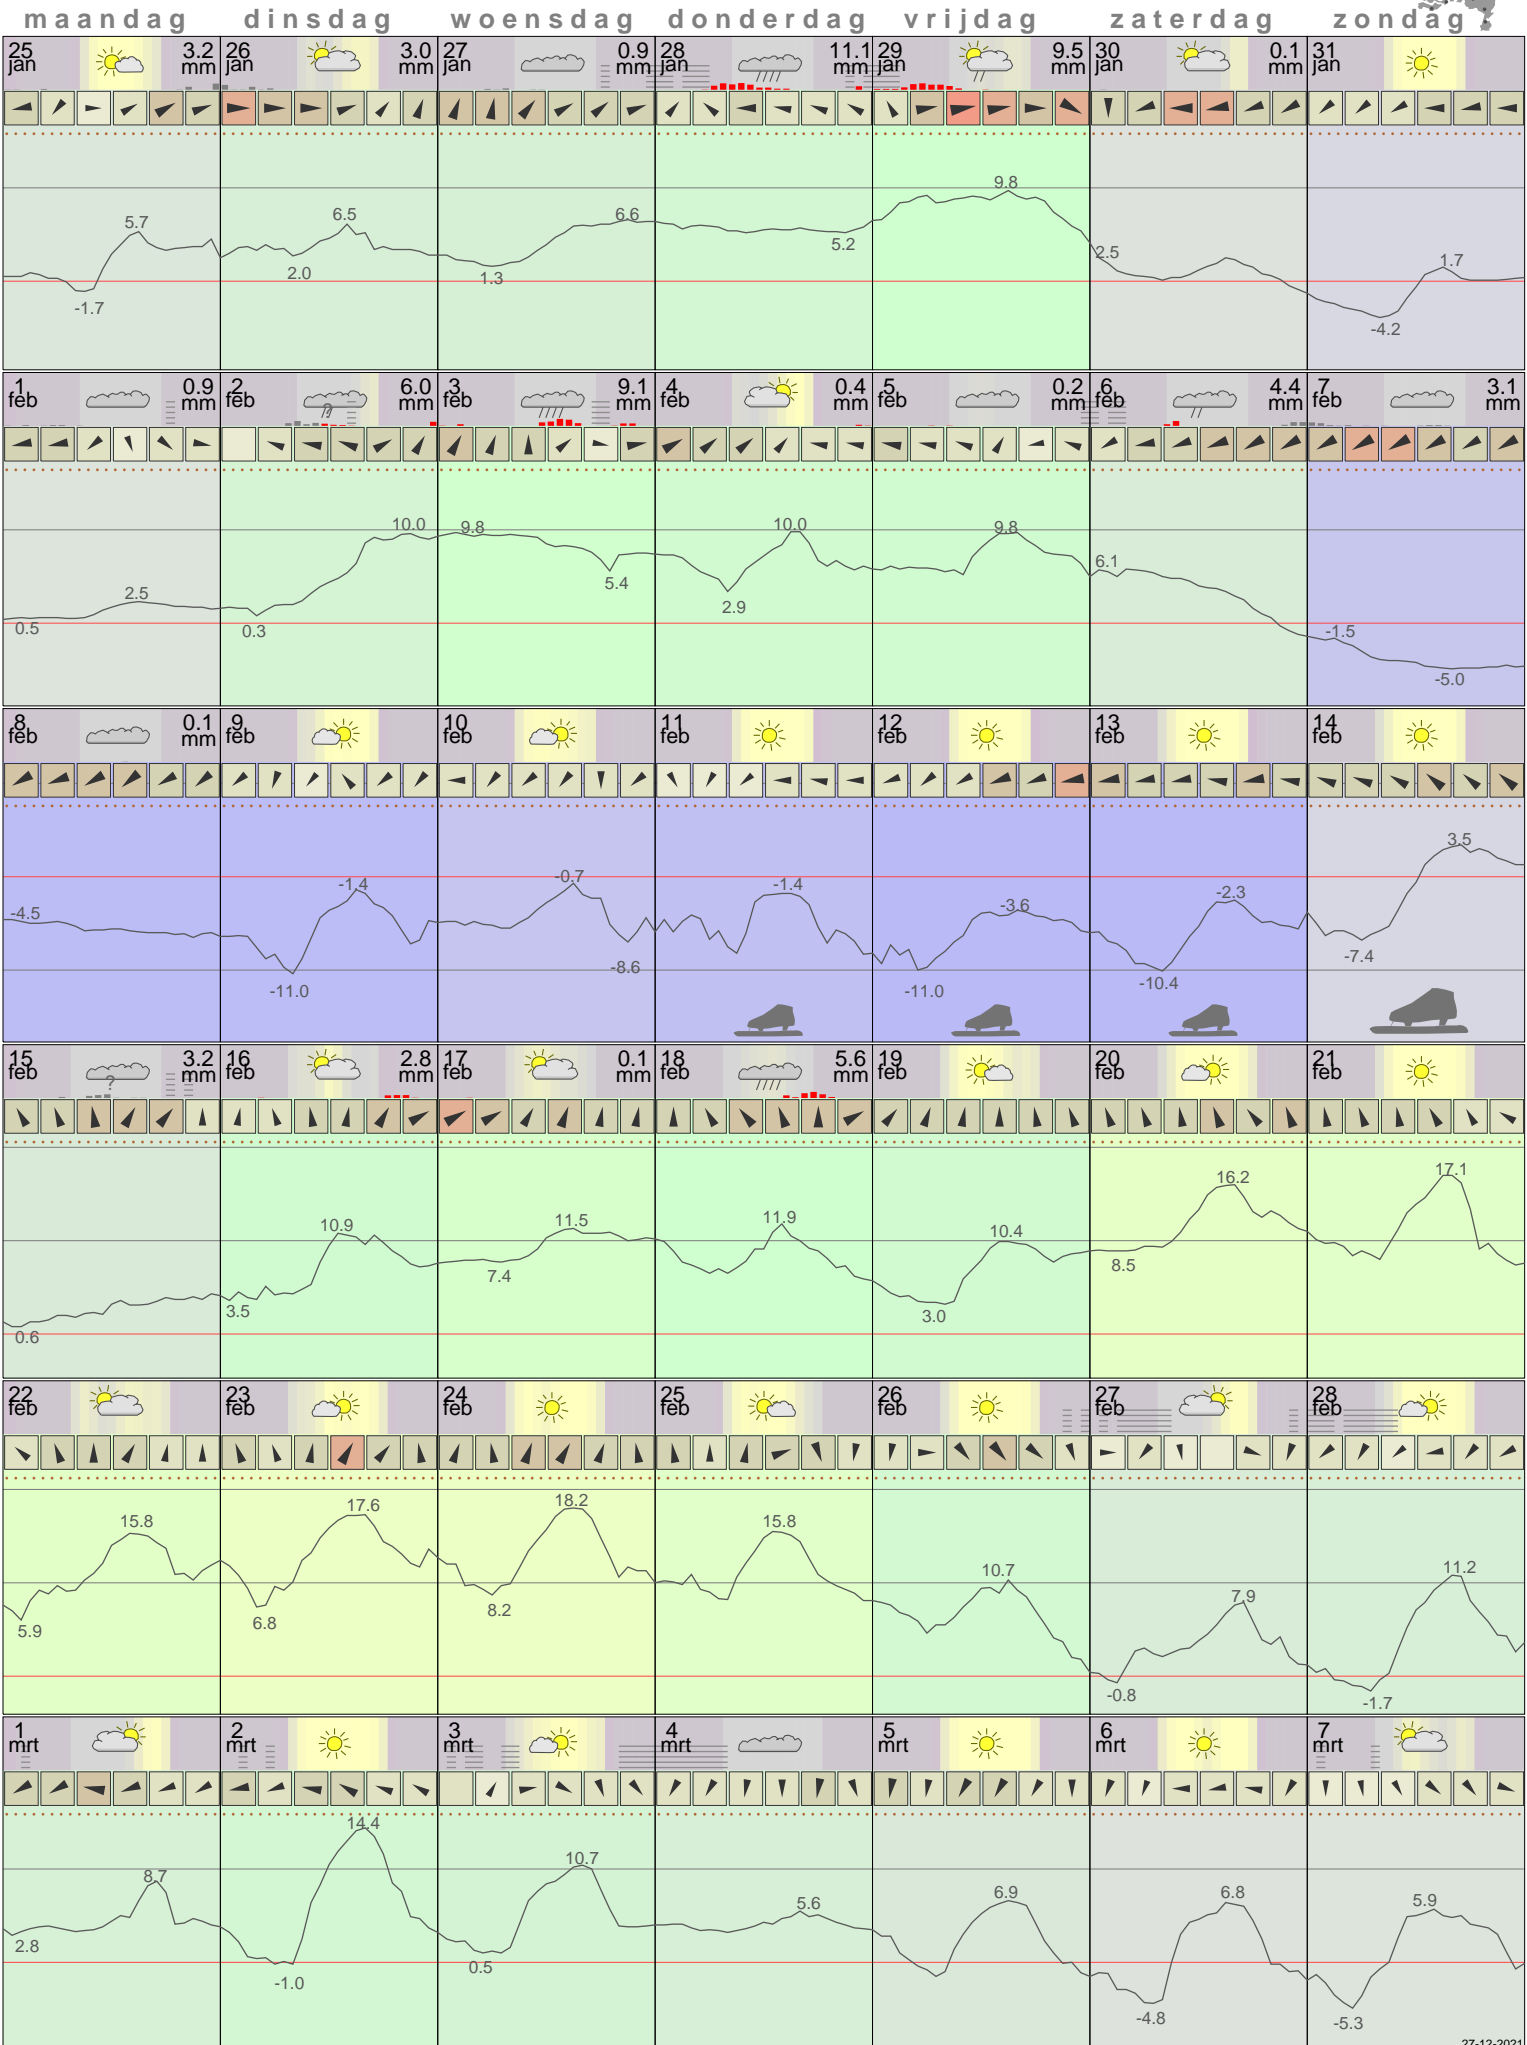 maandag dinsdag woensdag donderdag vrijdag zaterdag zondag
25 jan 3.2 mm 26 jan 3.0 mm 27 jan 0.9 mm 28 jan 11.1 mm 29 jan 9.5 mm 30 jan 0.1 mm 31 jan
5.7 -1.7 6.5 2.0 6.6 1.3 5.2 9.8 2.5 1.7 -4.2
1 feb 0.9 mm 2 feb ? 6.0 mm 3 feb 9.1 mm 4 feb 0.4 mm 5 feb 0.2 mm 6 feb 4.4 mm 7 feb 3.1 mm
0.5 2.5 0.3 10.0 9.8 5.4 2.9 10.0 9.8 6.1 -1.5 -5.0
8 feb 0.1 mm 9 feb 10 feb 11 feb 12 feb 13 feb 14 feb
-4.5 -11.0 -1.4 -0.7 -8.6 -1.4 -11.0 -3.6 -10.4 -2.3 -7.4 3.5
15 feb ? 3.2 mm 16 feb 2.8 mm 17 feb 0.1 mm 18 feb 5.6 mm 19 feb 20 feb 21 feb
0.6 3.5 10.9 7.4 11.5 11.9 3.0 10.4 8.5 16.2 17.1
22 feb 23 feb 24 feb 25 feb 26 feb 27 feb 28 feb
5.9 15.8 6.8 17.6 8.2 18.2 15.8 10.7 -0.8 7.9 -1.7 11.2
1 mrt 2 mrt 3 mrt 4 mrt 5 mrt 6 mrt 7 mrt
2.8 8.7 -1.0 14.4 0.5 10.7 5.6 6.9 -4.8 6.8 -5.3 5.9
27-12-2021